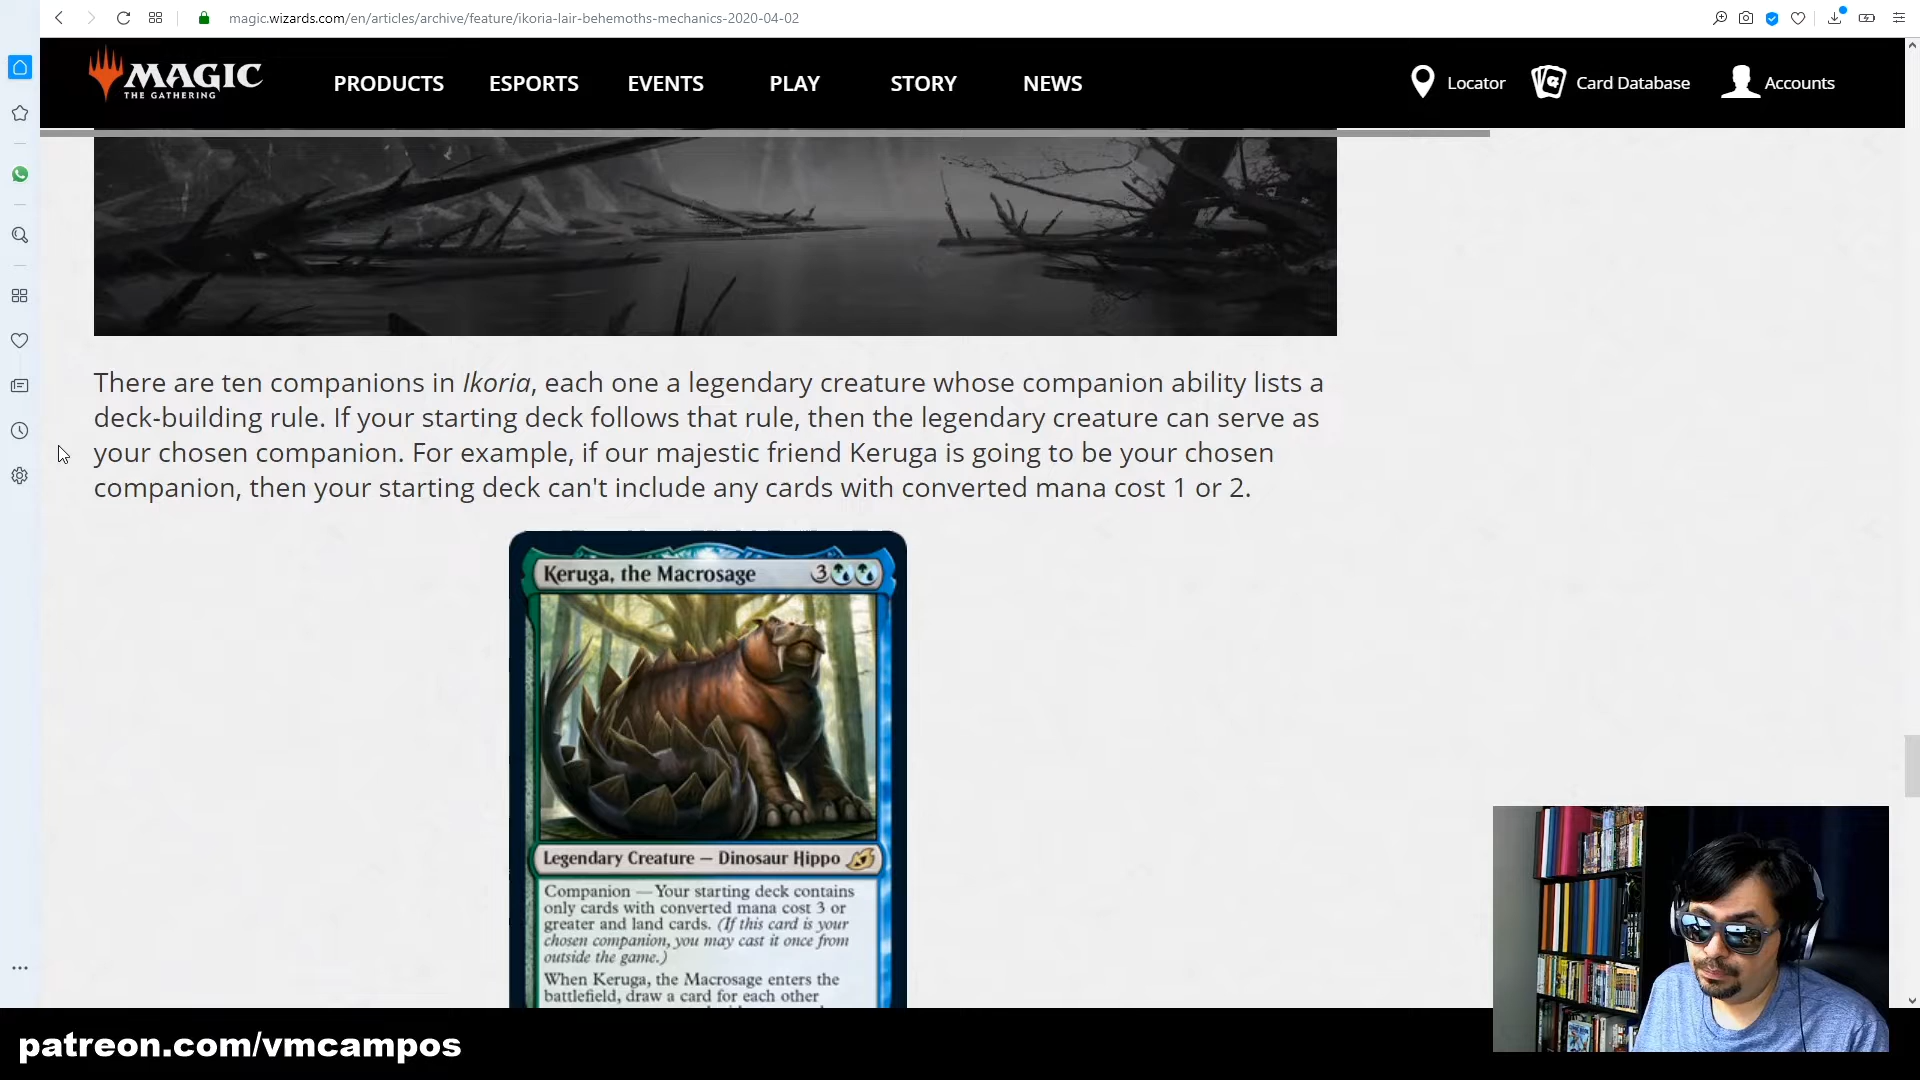 magic.wizards.com/en/articles/archive/feature/ikoria-lair-behemoths-mechanics-2020-04-02
MAGIC
THE GATHERING
PRODUCTS
ESPORTS
EVENTS
PLAY
STORY
NEWS
Locator
Card Database
Accounts
There are ten companions in Ikoria, each one a legendary creature whose companion ability lists a
deck-building rule. If your starting deck follows that rule, then the legendary creature can serve as
your chosen companion. For example, if our majestic friend Keruga is going to be your chosen
companion, then your starting deck can't include any cards with converted mana cost 1 or 2.
Keruga, the Macrosage 3
Legendary Creature — Dinosaur Hippo
Companion — Your starting deck contains
only cards with converted mana cost 3 or
greater and land cards. (If this card is your
chosen companion, you may cast it once from
outside the game.)
When Keruga, the Macrosage enters the
battlefield, draw a card for each other
patreon.com/vmcampos